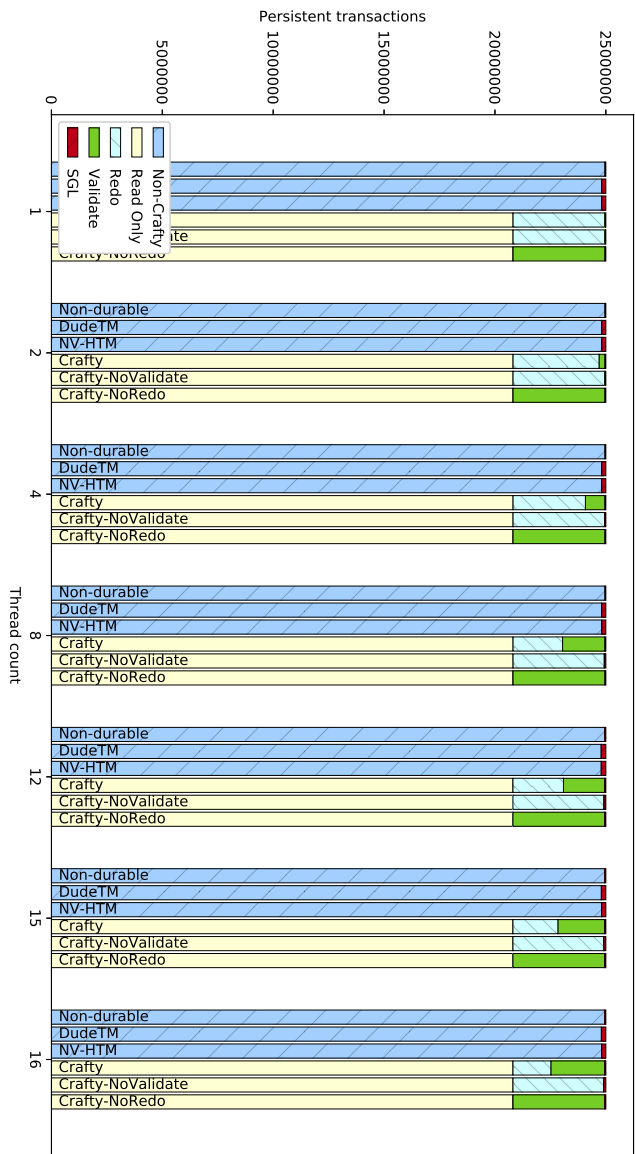 Persistent transactions
0
5000000
10000000
15000000
20000000
25000000
Non-Crafty
Read Only
Redo
Validate
SGL
Crafty-NoRedo
1
Non-durable
DudeTM
NV-HTM
Crafty
Crafty-NoValidate
Crafty-NoRedo
2
Non-durable
DudeTM
NV-HTM
Crafty
Crafty-NoValidate
Crafty-NoRedo
4
Non-durable
DudeTM
NV-HTM
Crafty
Crafty-NoValidate
Crafty-NoRedo
8
Non-durable
DudeTM
NV-HTM
Crafty
Crafty-NoValidate
Crafty-NoRedo
12
Non-durable
DudeTM
NV-HTM
Crafty
Crafty-NoValidate
Crafty-NoRedo
15
Non-durable
DudeTM
NV-HTM
Crafty
Crafty-NoValidate
Crafty-NoRedo
16
Thread count